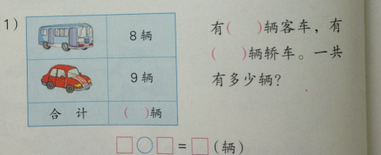 1)
8辆
9辆
合 计 ( )辆
有( )辆客车，有
( )辆轿车。一共
有多少辆？
□○□=□(辆)